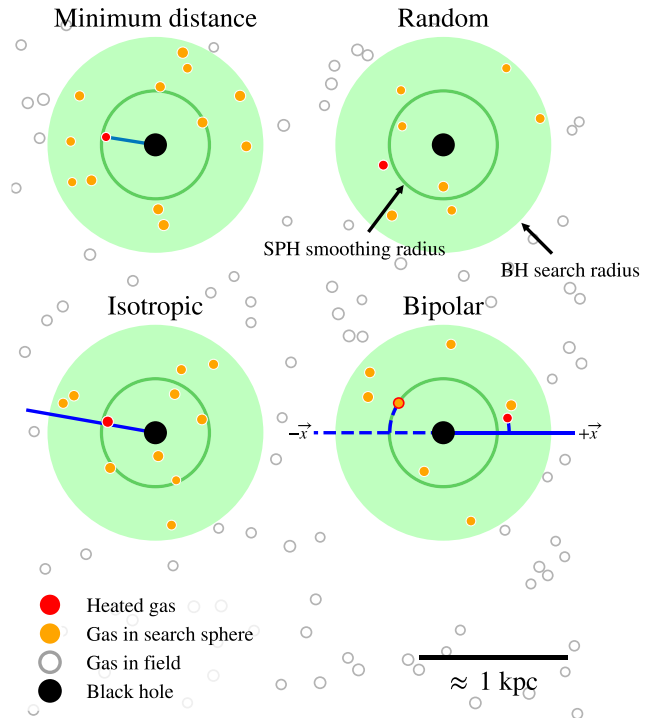 Minimum distance
Random
SPH smoothing radius
BH search radius
Isotropic
Bipolar
−x⃗
+x⃗
Heated gas
Gas in search sphere
Gas in field
Black hole
≈ 1 kpc